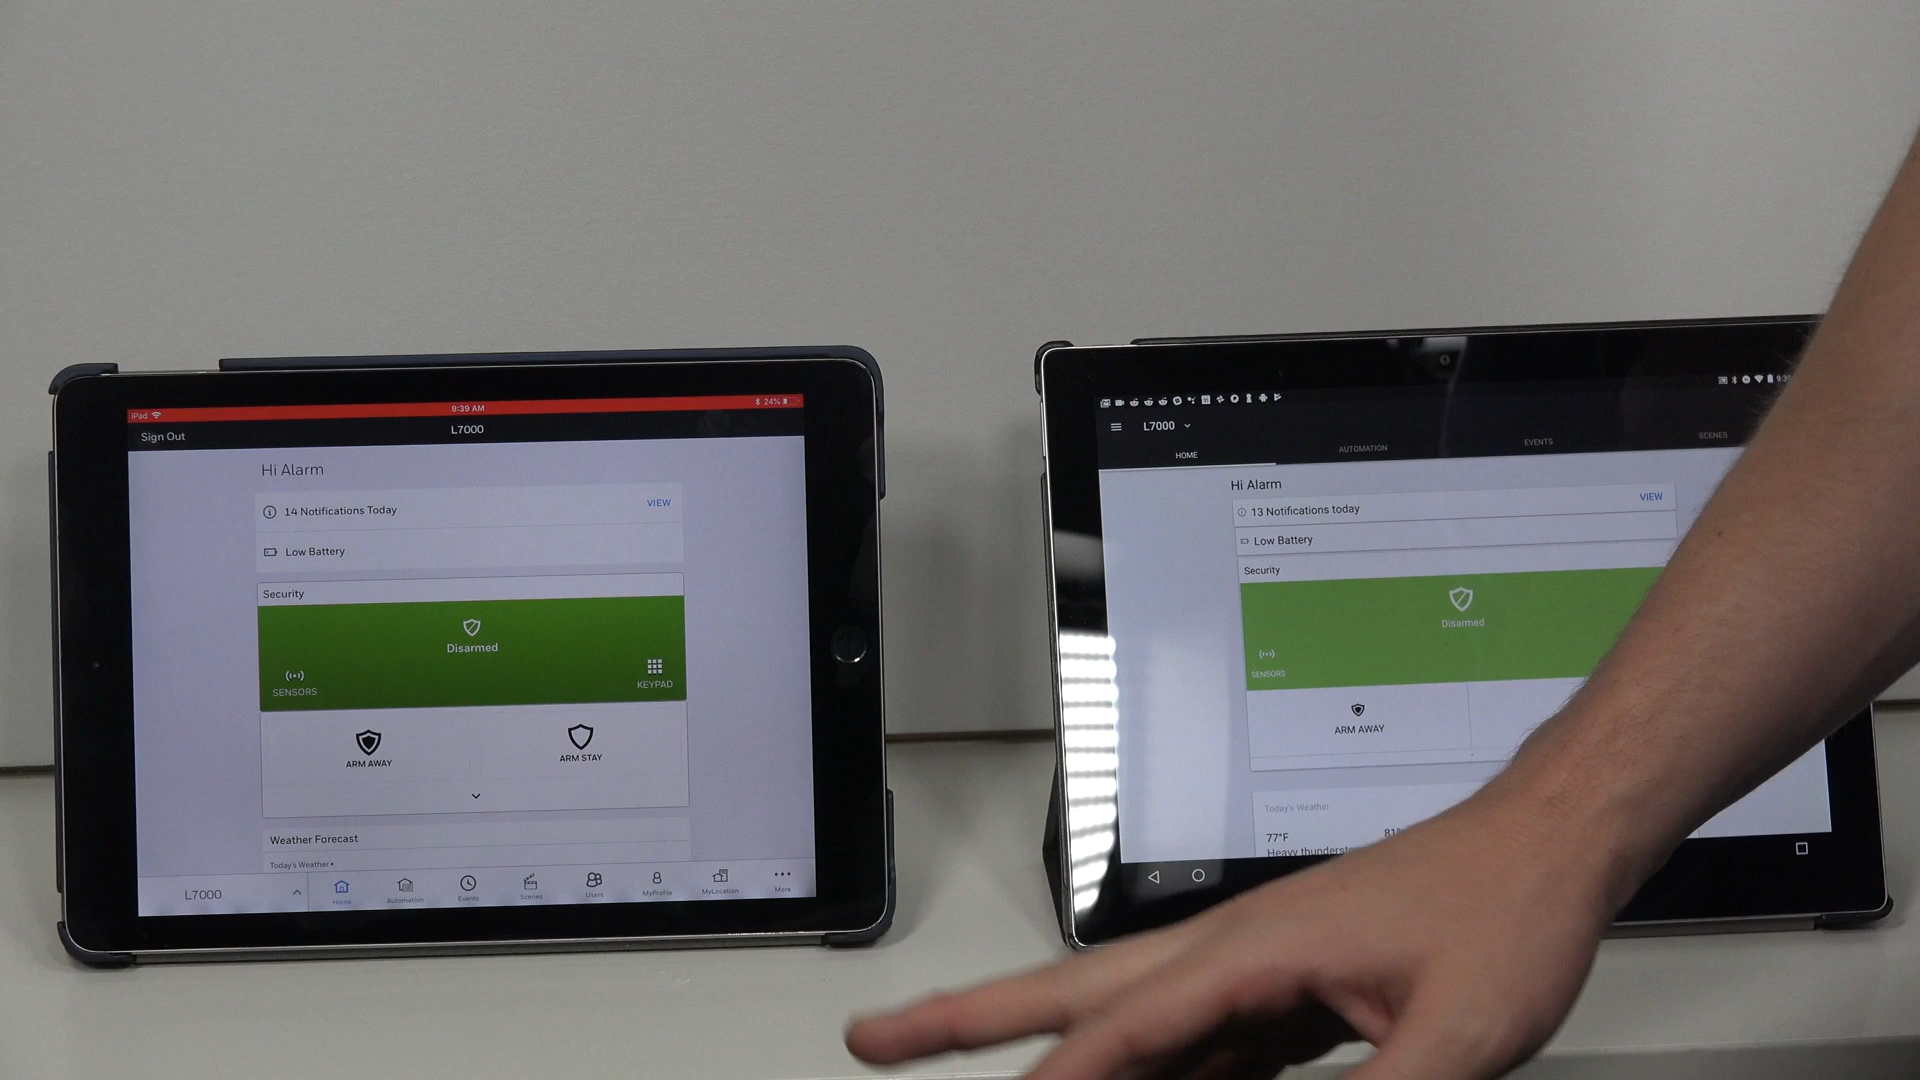 iPad
9:39 AM
24%
Sign Out
L7000
Hi Alarm
14 Notifications Today
VIEW
Low Battery
Security
Disarmed
SENSORS
KEYPAD
ARM AWAY
ARM STAY
Weather Forecast
Today's Weather
L7000
Home
Automation
Events
Scenes
Users
MyProfile
MyLocation
More
9:39
L7000
HOME
AUTOMATION
EVENTS
SCENES
Hi Alarm
13 Notifications today
VIEW
Low Battery
Security
Disarmed
SENSORS
ARM AWAY
Today's Weather
77°F
Heavy